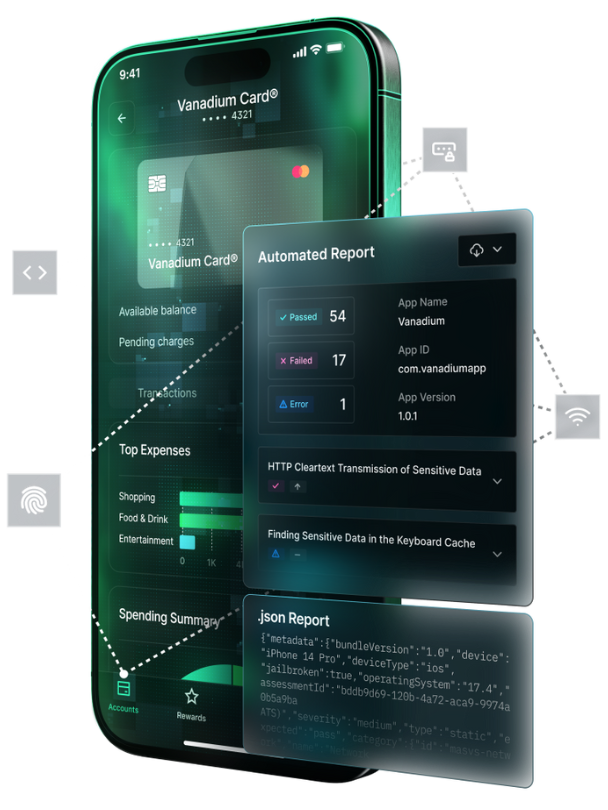 9:41
Vanadium Card®
•••• 4321
•••• 4321
Vanadium Card®
Available balance
Pending charges
Transactions
Top Expenses
Shopping
Food & Drink
Entertainment
0 1K
Spending Summary
Accounts
Rewards
Automated Report
Passed 54
Failed 17
Error 1
App Name
Vanadium
App ID
com.vanadiumapp
App Version
1.0.1
HTTP Cleartext Transmission of Sensitive Data
Finding Sensitive Data in the Keyboard Cache
.json Report
{"metadata":{"bundleVersion":"1.0","device":
"iPhone 14 Pro","deviceType":"ios",
"jailbroken":true,"operatingSystem":"17.4","
assessmentId":"bddb9d69-120b-4a72-aca9-9974a
0b5a9ba
ATS)","severity":"medium","type":"static","e
xpected":"pass","category":{"id":"masvs-netw